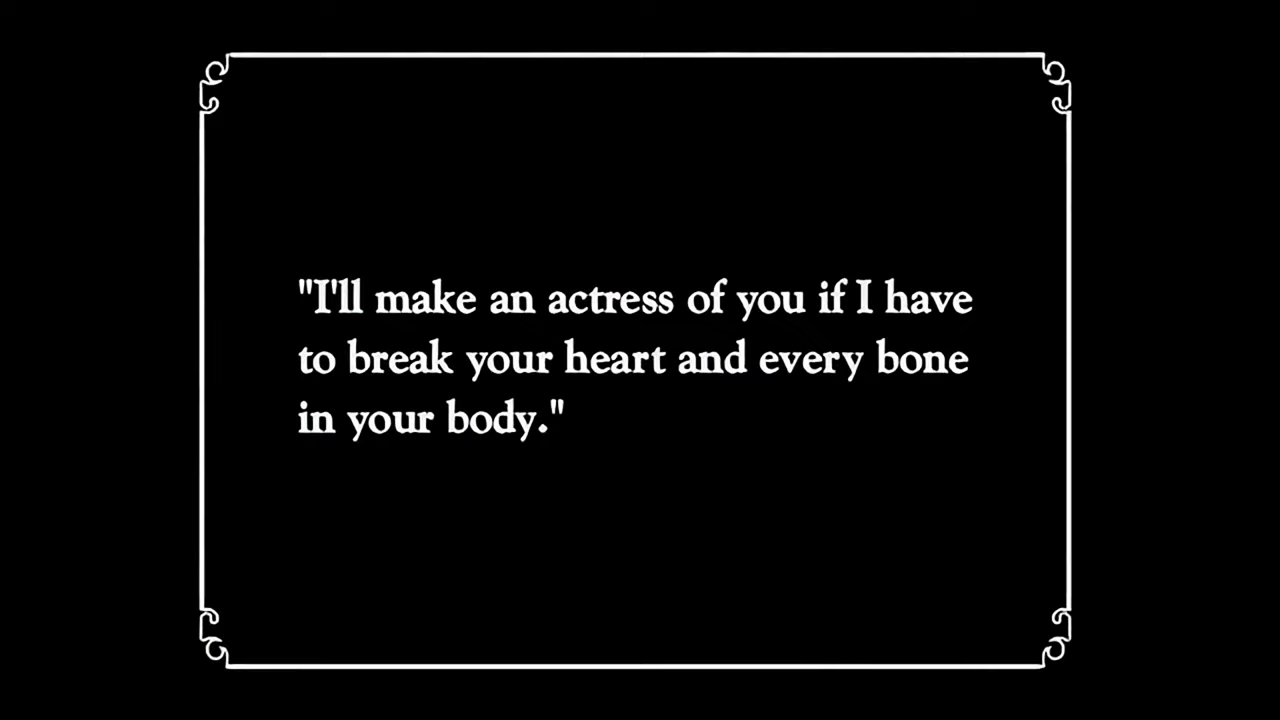 "I'll make an actress of you if I have
to break your heart and every bone
in your body."